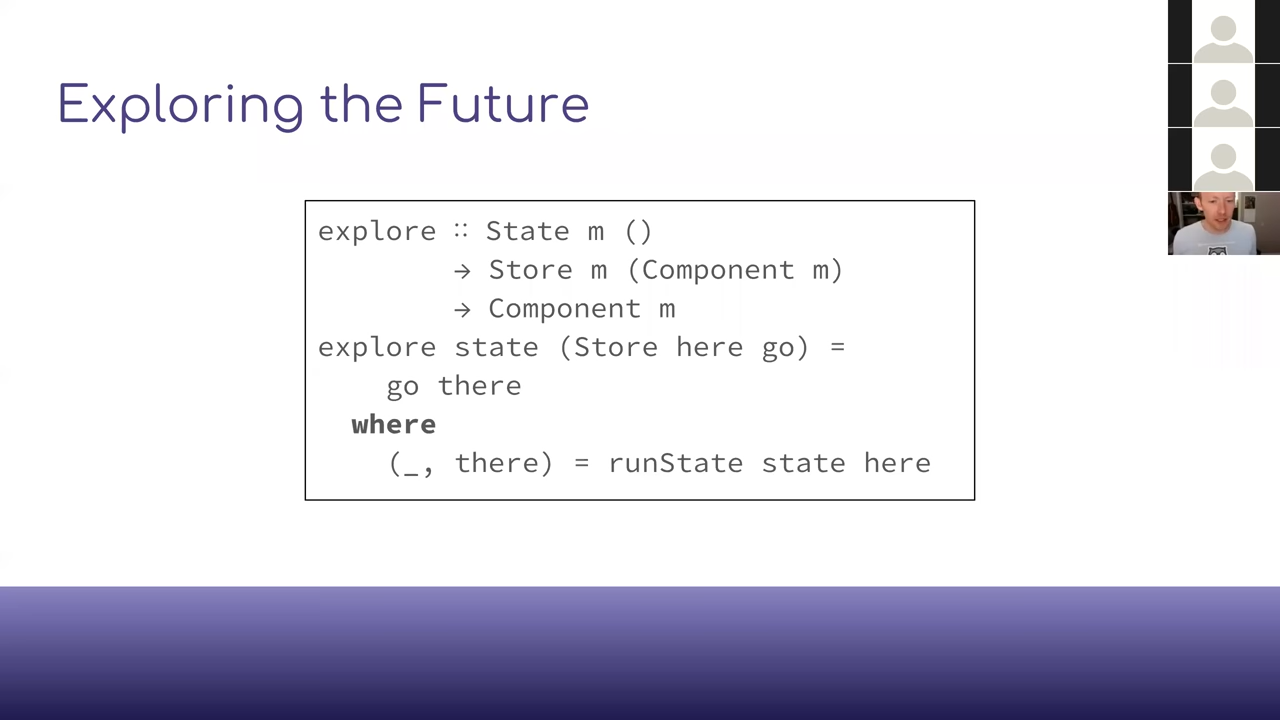 Exploring the Future
explore ∷ State m ()
→ Store m (Component m)
→ Component m
explore state (Store here go) =
go there
where
(_, there) = runState state here